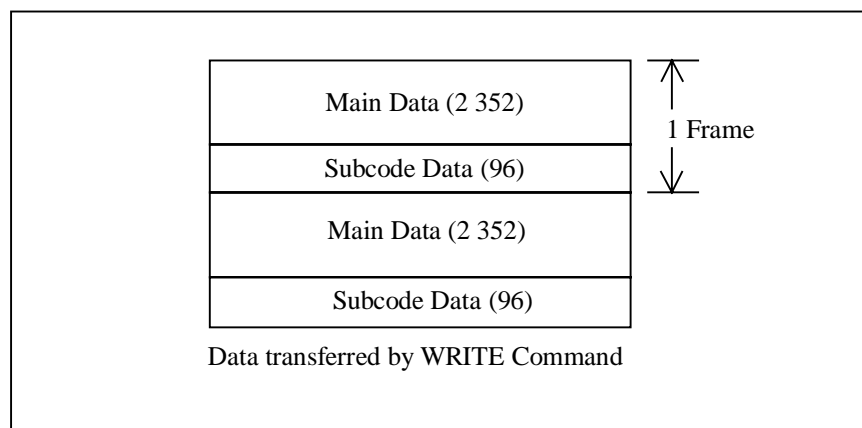 Main Data (2 352)
1 Frame
Subcode Data (96)
Main Data (2 352)
Subcode Data (96)
Data transferred by WRITE Command